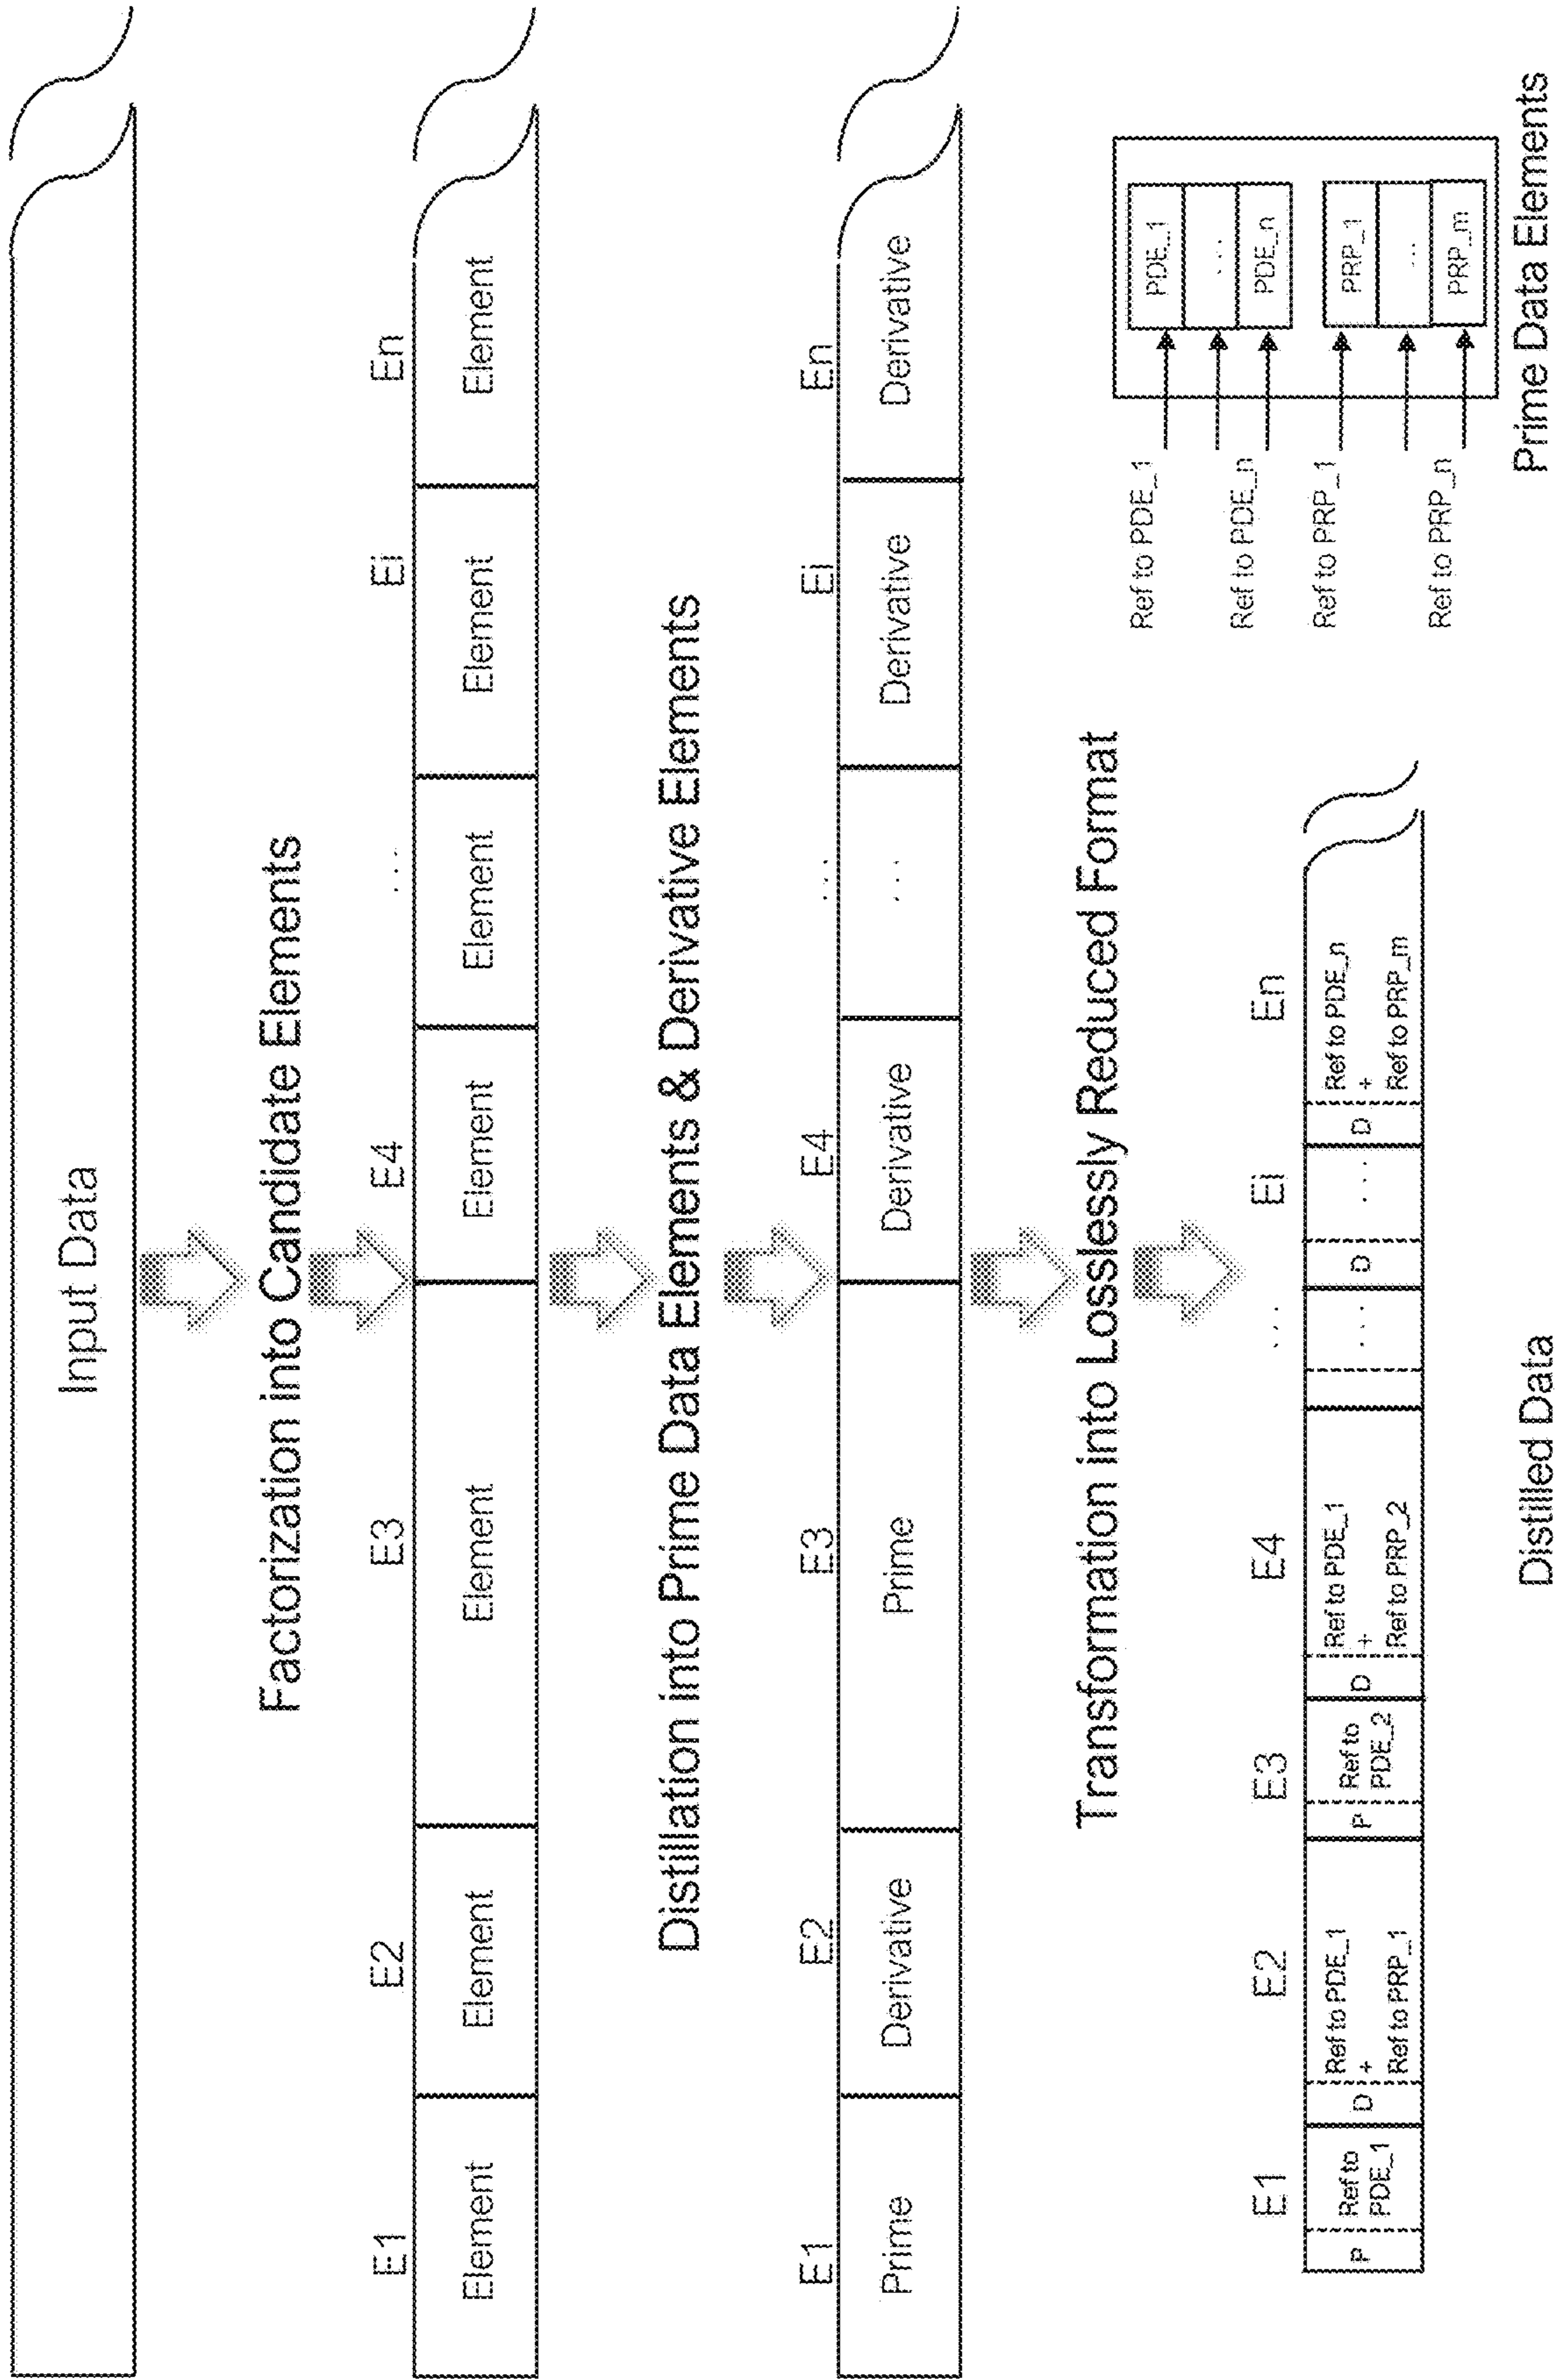 Input Data
Factorization into Candidate Elements
E1 E2 E3 E4 ... Ei En
Element Element Element Element Element Element Element
Distillation into Prime Data Elements & Derivative Elements
E1 E2 E3 E4 ... Ei En
Prime Derivative Prime Derivative ... Derivative Derivative
Transformation into Losslessly Reduced Format
E1 E2 E3 E4 ... Ei En
P
Ref to
PDE_1
D
Ref to PDE_1
+
Ref to PRP_1
P
Ref to
PDE_2
D
Ref to PDE_1
+
Ref to PRP_2
...
D
...
D
Ref to PDE_n
+
Ref to PRP_m
Distilled Data
Ref to PDE_1
PDE_1
...
Ref to PDE_n
PDE_n
Ref to PRP_1
PRP_1
...
Ref to PRP_n
PRP_m
Prime Data Elements